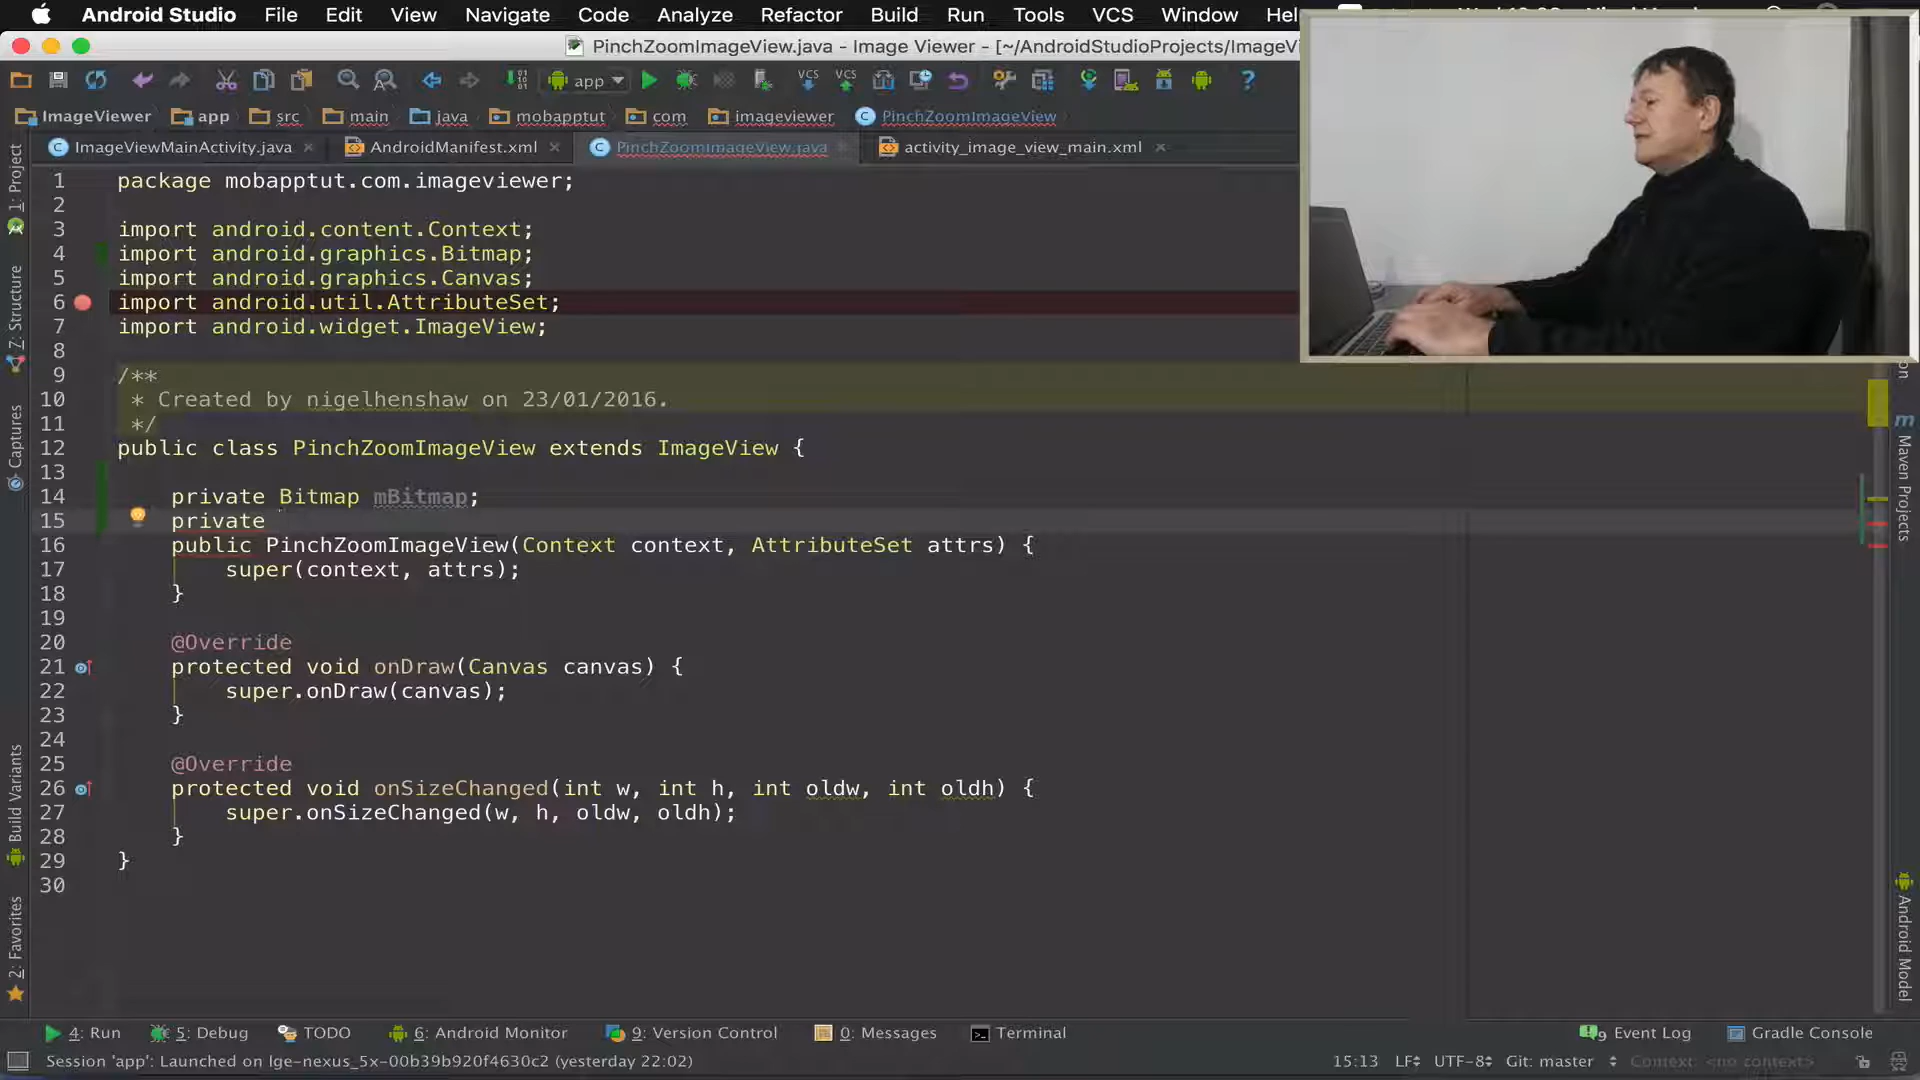 Android Studio File Edit View Navigate Code Analyze Refactor Build Run Tools VCS Window Hel
PinchZoomImageView.java - Image Viewer - [~/AndroidStudioProjects/ImageVi
app
ImageViewer app src main java mobapptut com imageviewer PinchZoomImageView
ImageViewMainActivity.java AndroidManifest.xml PinchZoomImageView.java activity_image_view_main.xml
1: Project
7: Structure
Captures
Build Variants
2: Favorites
1 package mobapptut.com.imageviewer;
2
3 import android.content.Context;
4 import android.graphics.Bitmap;
5 import android.graphics.Canvas;
6 import android.util.AttributeSet;
7 import android.widget.ImageView;
8
9 /**
10 * Created by nigelhenshaw on 23/01/2016.
11 */
12 public class PinchZoomImageView extends ImageView {
13
14 private Bitmap mBitmap;
15 private
16 public PinchZoomImageView(Context context, AttributeSet attrs) {
17 super(context, attrs);
18 }
19
20 @Override
21 protected void onDraw(Canvas canvas) {
22 super.onDraw(canvas);
23 }
24
25 @Override
26 protected void onSizeChanged(int w, int h, int oldw, int oldh) {
27 super.onSizeChanged(w, h, oldw, oldh);
28 }
29 }
30
Maven Projects
Android Model
4: Run 5: Debug TODO 6: Android Monitor 9: Version Control 0: Messages Terminal 9 Event Log Gradle Console
Session 'app': Launched on lge-nexus_5x-00b39b920f4630c2 (yesterday 22:02) 15:13 LF UTF-8 Git: master Context: <no context>